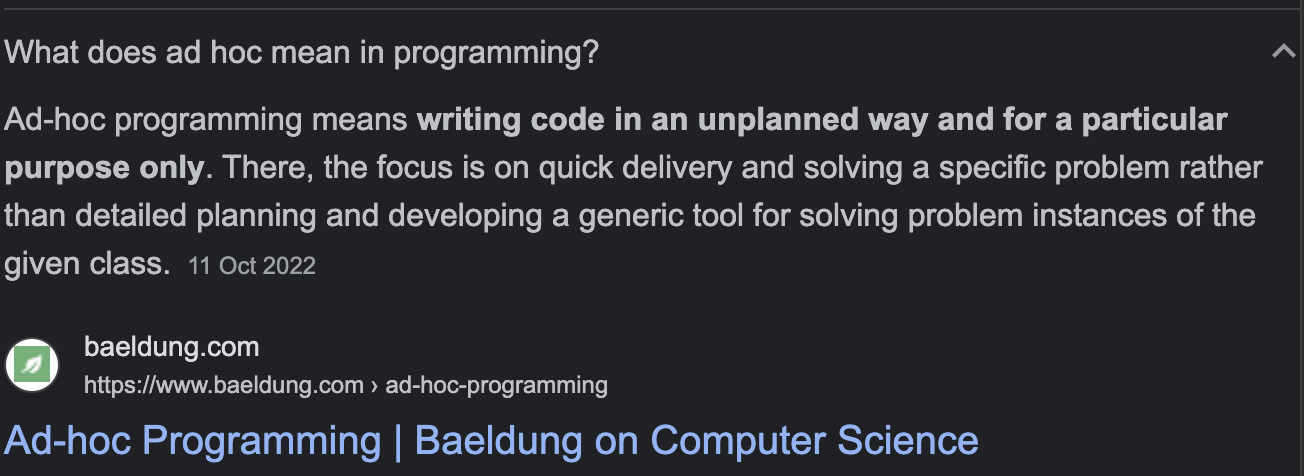 What does ad hoc mean in programming?
Ad-hoc programming means writing code in an unplanned way and for a particular
purpose only. There, the focus is on quick delivery and solving a specific problem rather
than detailed planning and developing a generic tool for solving problem instances of the
given class. 11 Oct 2022
baeldung.com
https://www.baeldung.com › ad-hoc-programming
Ad-hoc Programming | Baeldung on Computer Science